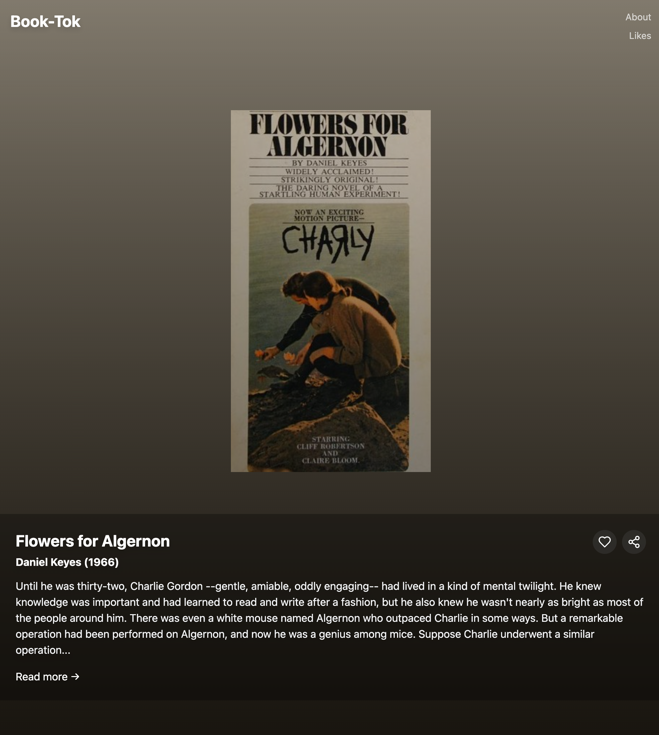 Book-Tok
About
Likes
FLOWERS FOR
ALGERNON
BY DANIEL KEYES
WIDELY ACCLAIMED!
STRIKINGLY ORIGINAL!
THE DARING NOVEL OF A
STARTLING HUMAN EXPERIMENT!
NOW AN EXCITING
MOTION PICTURE—
CHARLY
STARRING
CLIFF ROBERTSON
AND
CLAIRE BLOOM.
Flowers for Algernon
Daniel Keyes (1966)
Until he was thirty-two, Charlie Gordon --gentle, amiable, oddly engaging-- had lived in a kind of mental twilight. He knew
knowledge was important and had learned to read and write after a fashion, but he also knew he wasn't nearly as bright as most of
the people around him. There was even a white mouse named Algernon who outpaced Charlie in some ways. But a remarkable
operation had been performed on Algernon, and now he was a genius among mice. Suppose Charlie underwent a similar
operation...
Read more →